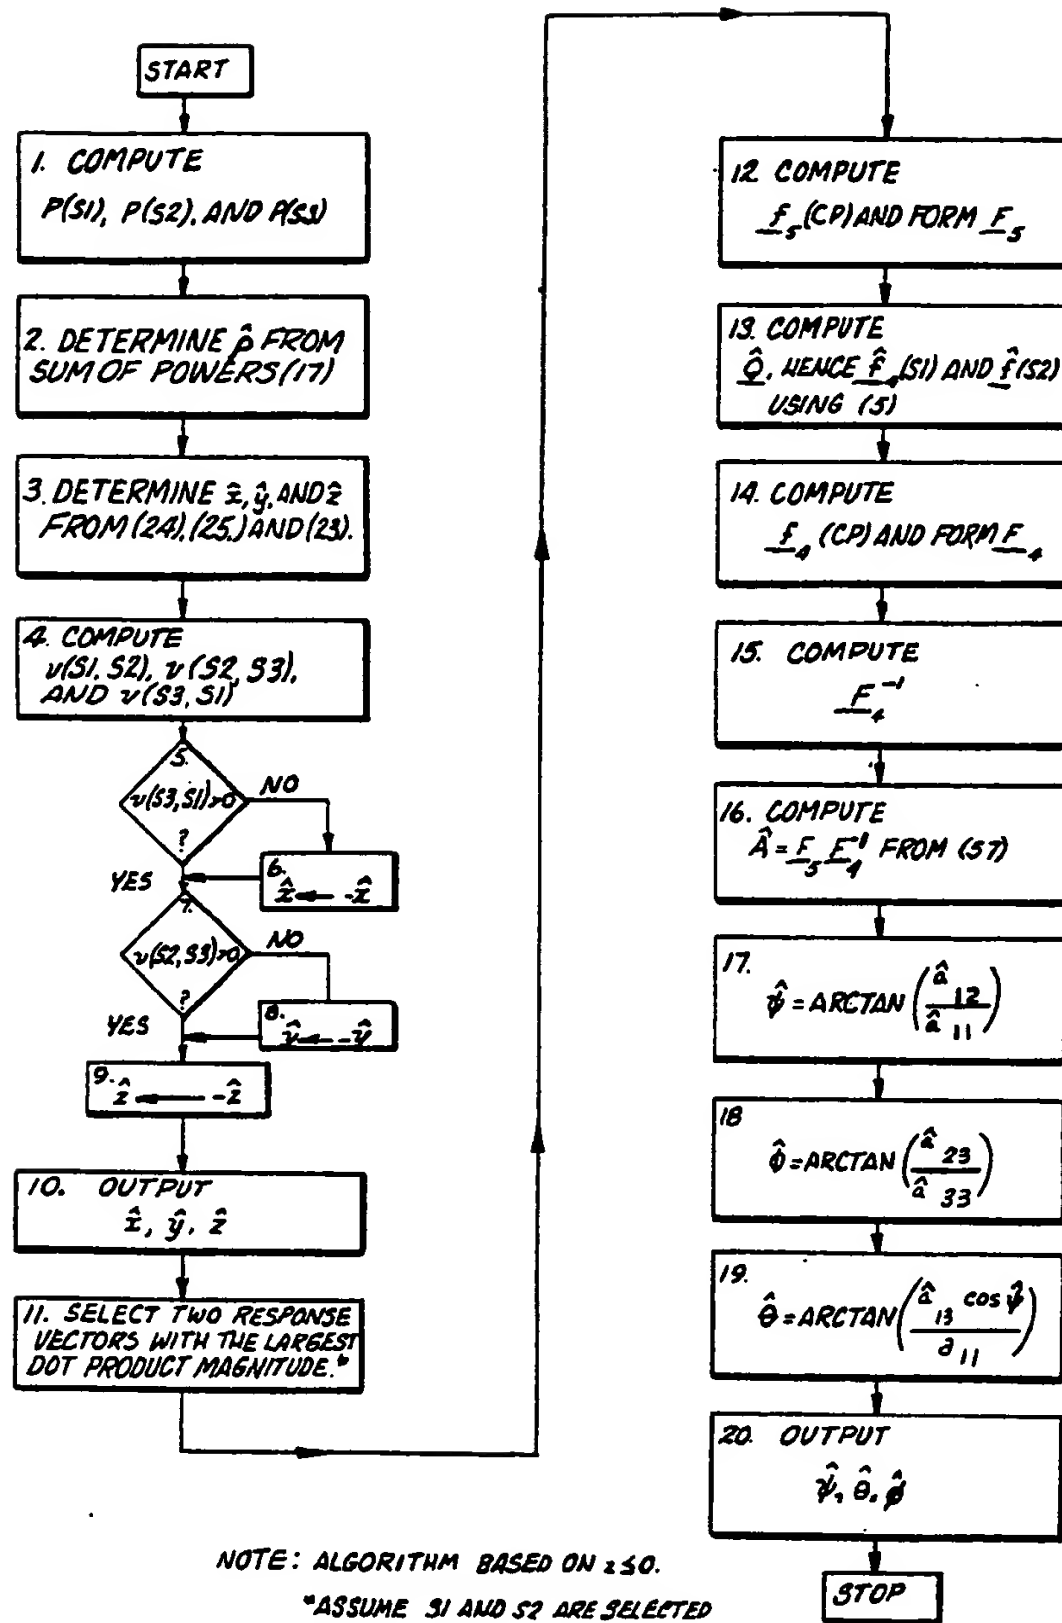 START
1. COMPUTE
P(S1), P(S2), AND P(S3)
2. DETERMINE ρ̂ FROM
SUM OF POWERS (17)
3. DETERMINE x̂, ŷ, AND ẑ
FROM (24), (25,) AND (23).
4. COMPUTE
v(S1, S2), v(S2, S3),
AND v(S3, S1)
5.
v(S3, S1)>0
?
NO
YES
6.
x̂ ← -x̂
7.
v(S2, S3)>0
?
NO
YES
8.
ŷ ← -ŷ
9.
ẑ ← -ẑ
10. OUTPUT
x̂, ŷ, ẑ
11. SELECT TWO RESPONSE
VECTORS WITH THE LARGEST
DOT PRODUCT MAGNITUDE.*
12 COMPUTE
f₅ (CP) AND FORM F₅
13. COMPUTE
Q̂, HENCE f̂₄(S1) AND f̂(S2)
USING (5)
14. COMPUTE
f₄ (CP) AND FORM F₄
15. COMPUTE
F₄⁻¹
16. COMPUTE
Â = F₅ F₄⁻¹ FROM (57)
17.
ψ̂ = ARCTAN (â₁₂ / â₁₁)
18
ϕ̂ = ARCTAN (â₂₃ / â₃₃)
19.
θ̂ = ARCTAN (â₁₃ cos ψ̂ / ∂₁₁)
20. OUTPUT
ψ̂, θ̂, ϕ̂
STOP
NOTE: ALGORITHM BASED ON z≤0.
*ASSUME S1 AND S2 ARE SELECTED